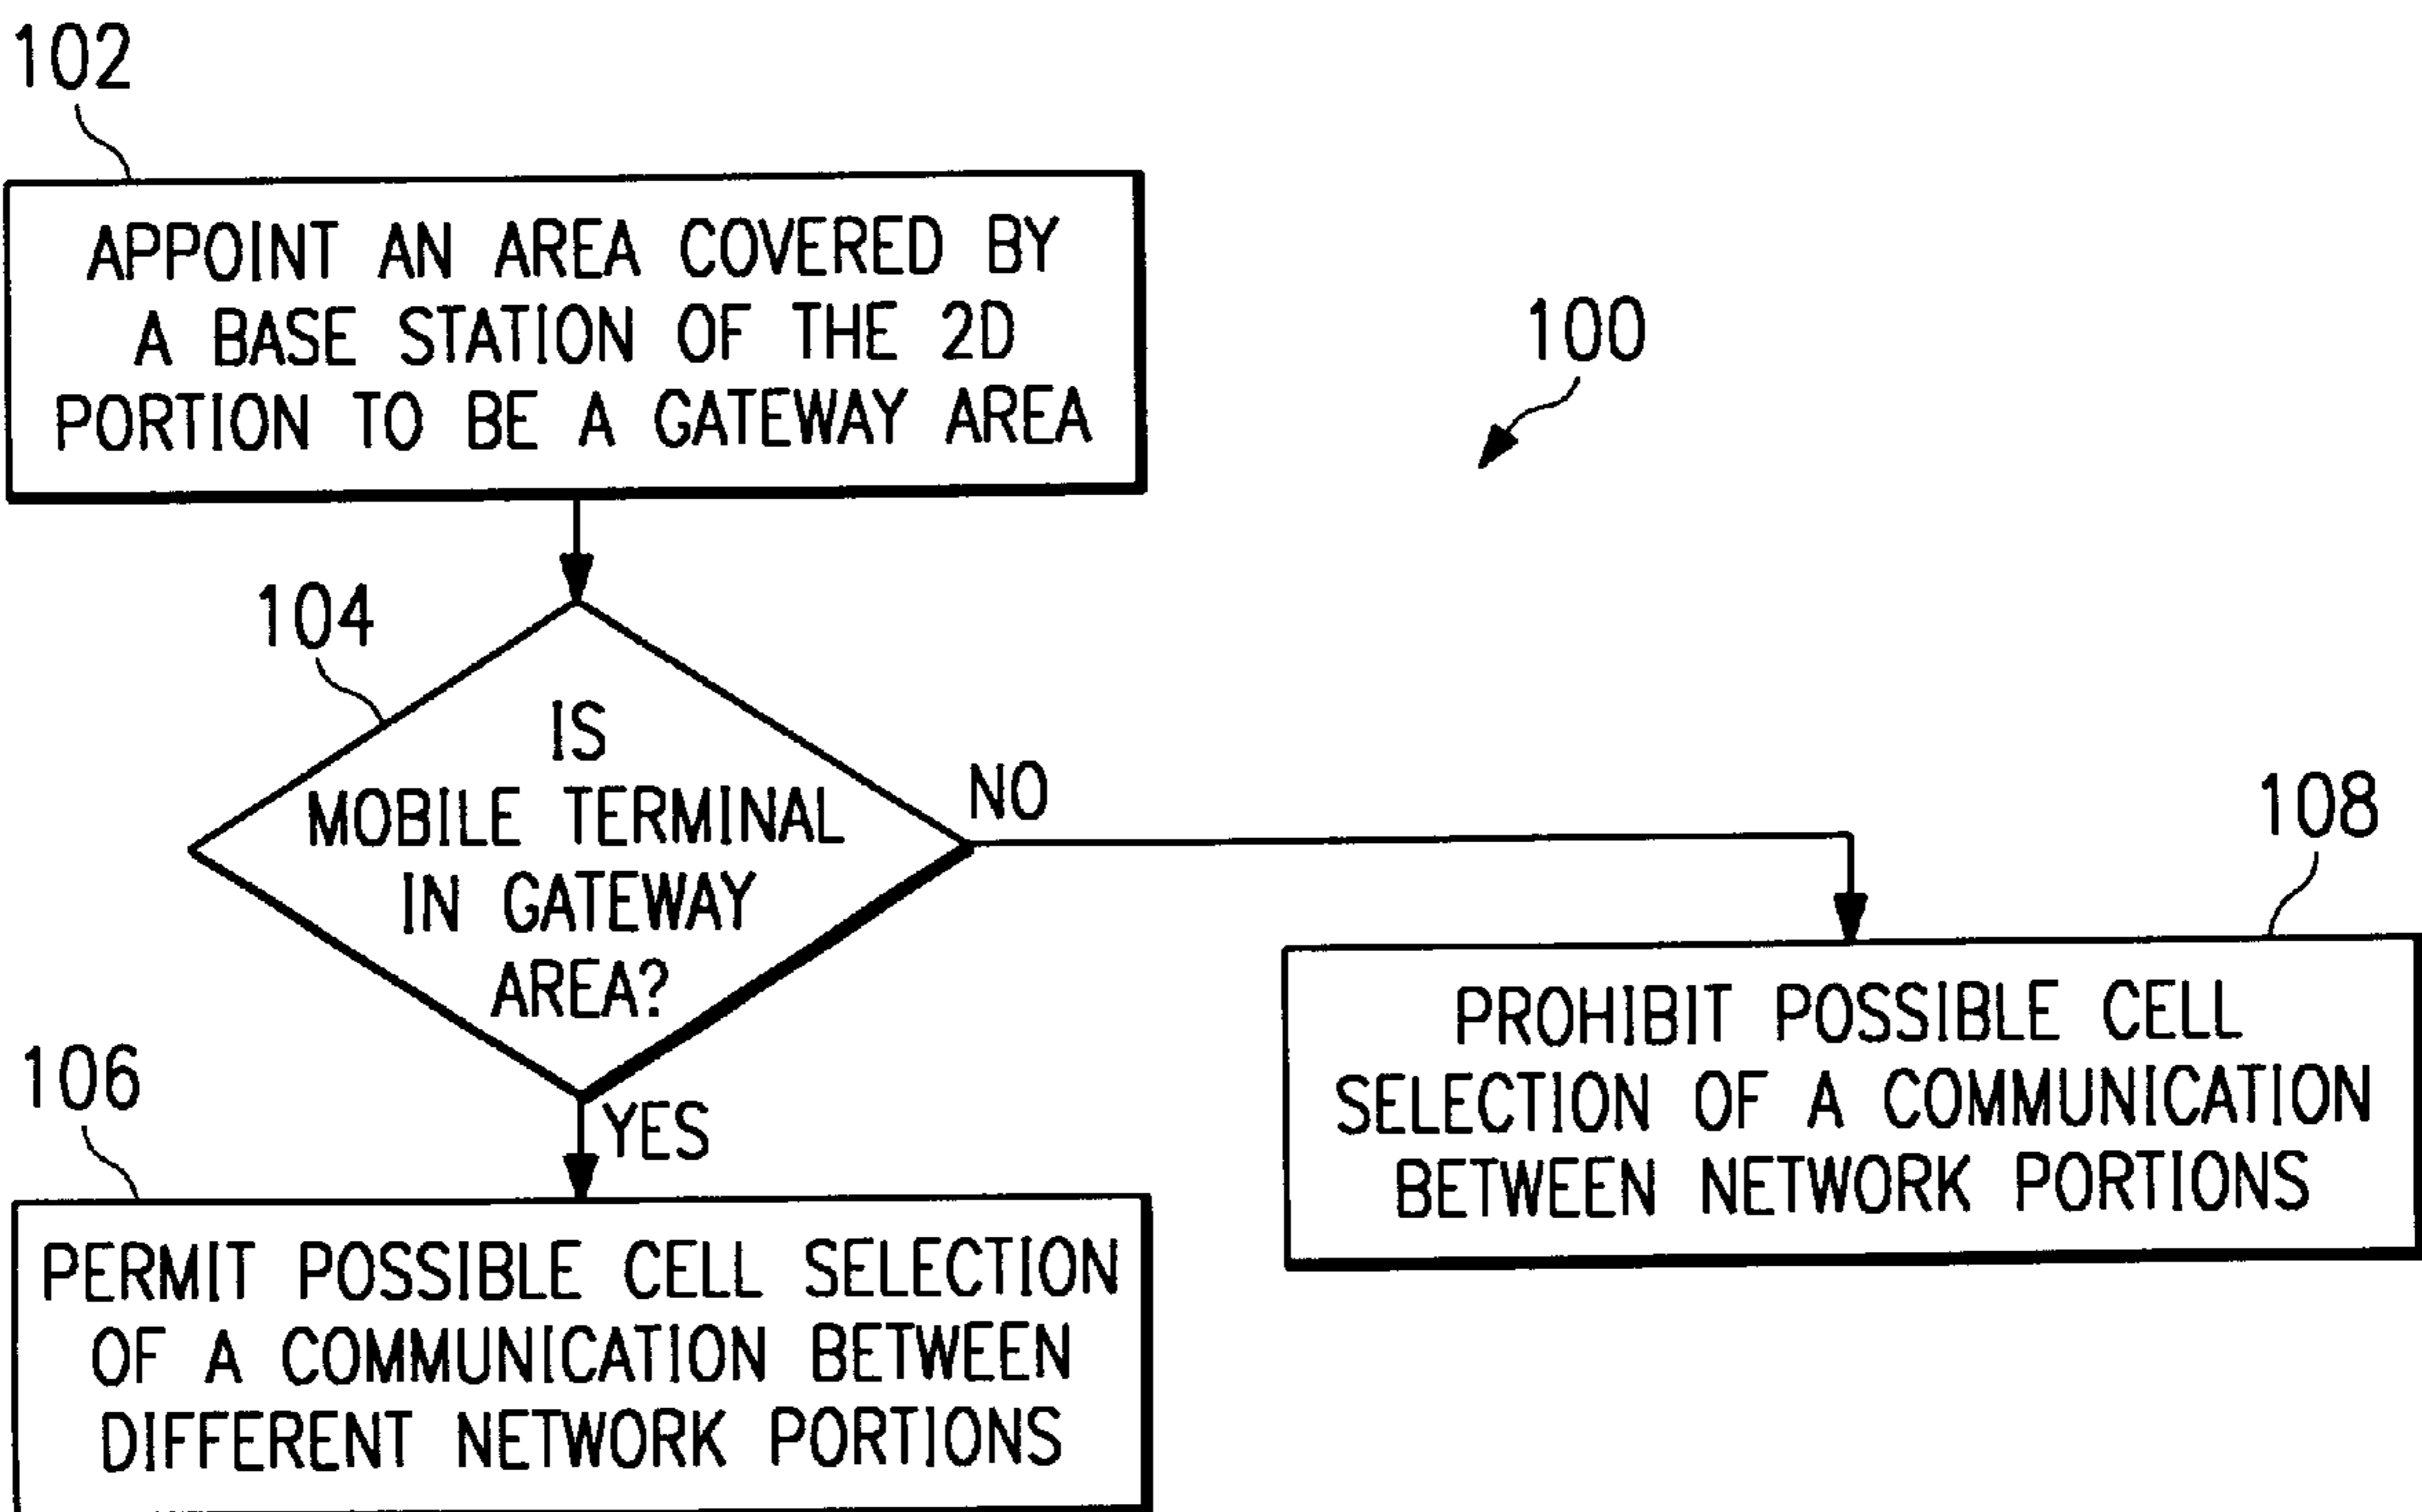 102
APPOINT AN AREA COVERED BY
A BASE STATION OF THE 2D
PORTION TO BE A GATEWAY AREA
100
104
IS
MOBILE TERMINAL
IN GATEWAY
AREA?
NO
108
PROHIBIT POSSIBLE CELL
SELECTION OF A COMMUNICATION
BETWEEN NETWORK PORTIONS
YES
106
PERMIT POSSIBLE CELL SELECTION
OF A COMMUNICATION BETWEEN
DIFFERENT NETWORK PORTIONS